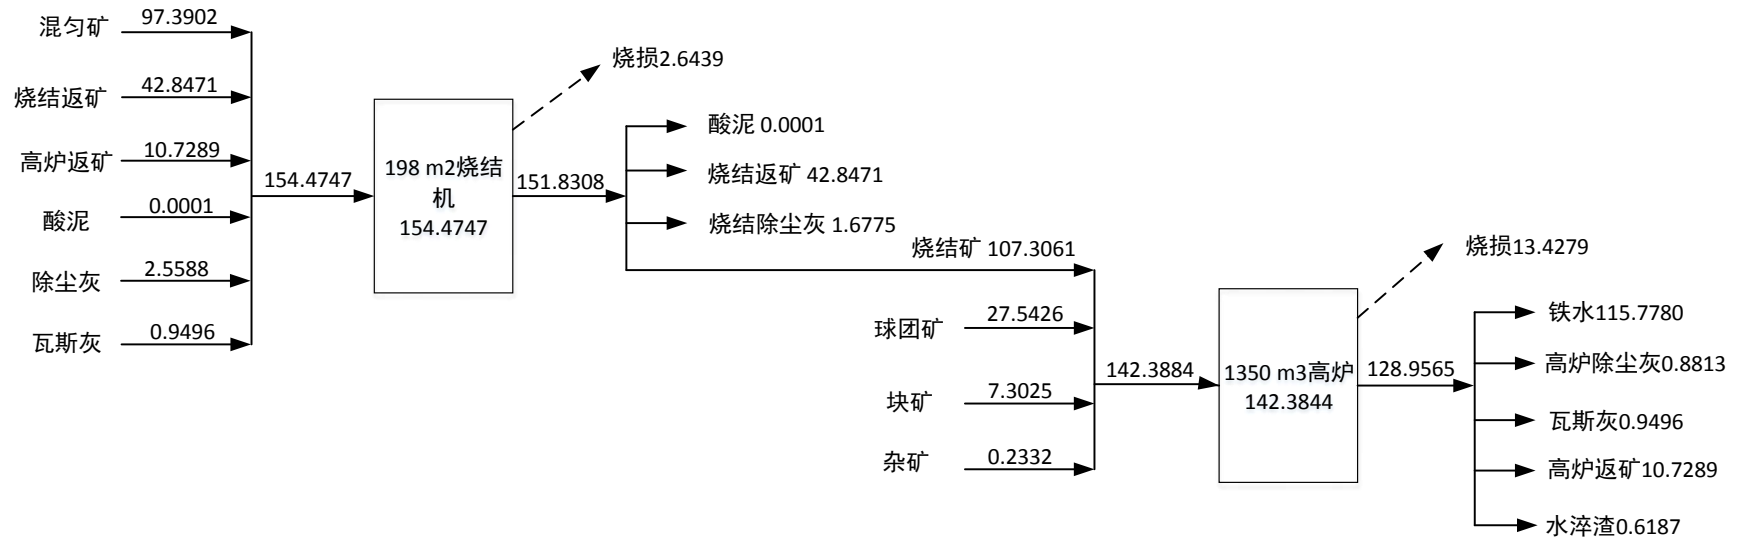 混匀矿 97.3902
烧结返矿 42.8471
高炉返矿 10.7289
酸泥 0.0001
除尘灰 2.5588
瓦斯灰 0.9496
154.4747
198 m2烧结
机
154.4747
烧损2.6439
151.8308
酸泥 0.0001
烧结返矿 42.8471
烧结除尘灰 1.6775
烧结矿 107.3061
球团矿 27.5426
块矿 7.3025
杂矿 0.2332
142.3884
1350 m3高炉
142.3844
烧损13.4279
128.9565
铁水115.7780
高炉除尘灰0.8813
瓦斯灰0.9496
高炉返矿10.7289
水淬渣0.6187